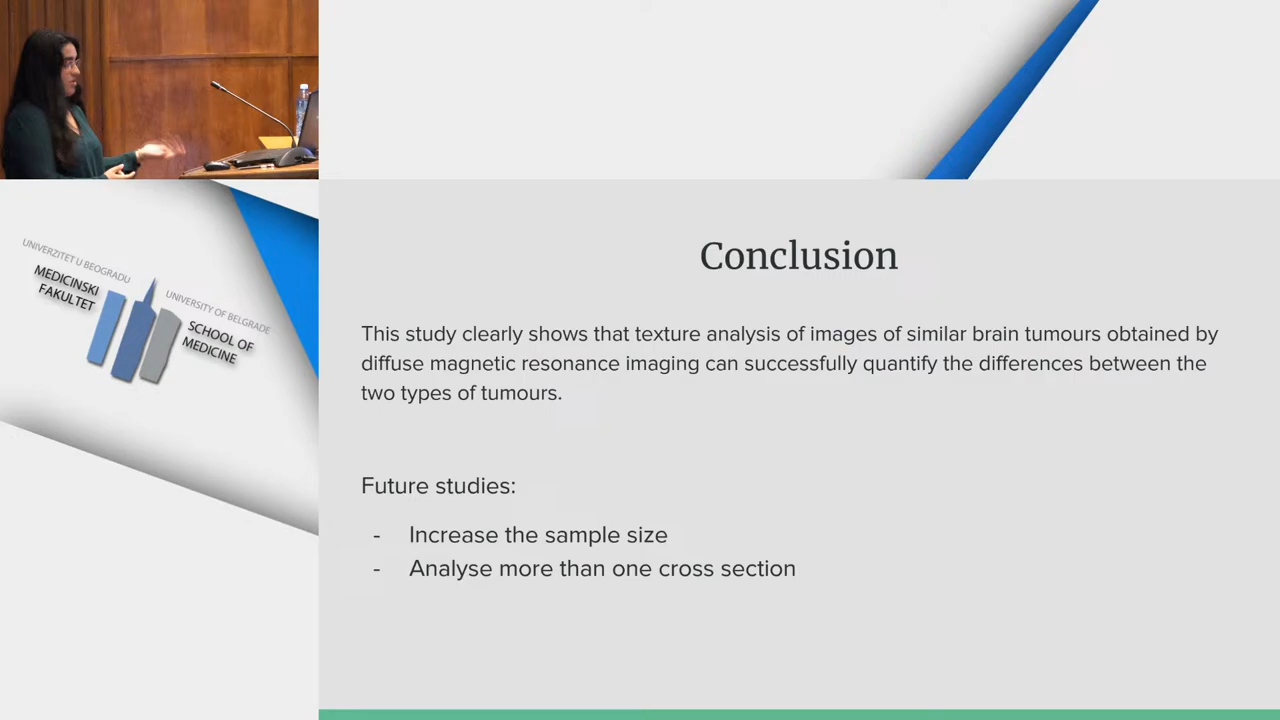 UNIVERZITET U BEOGRADU
MEDICINSKI
FAKULTET
UNIVERSITY OF BELGRADE
SCHOOL OF
MEDICINE
Conclusion
This study clearly shows that texture analysis of images of similar brain tumours obtained by
diffuse magnetic resonance imaging can successfully quantify the differences between the
two types of tumours.
Future studies:
- Increase the sample size
- Analyse more than one cross section